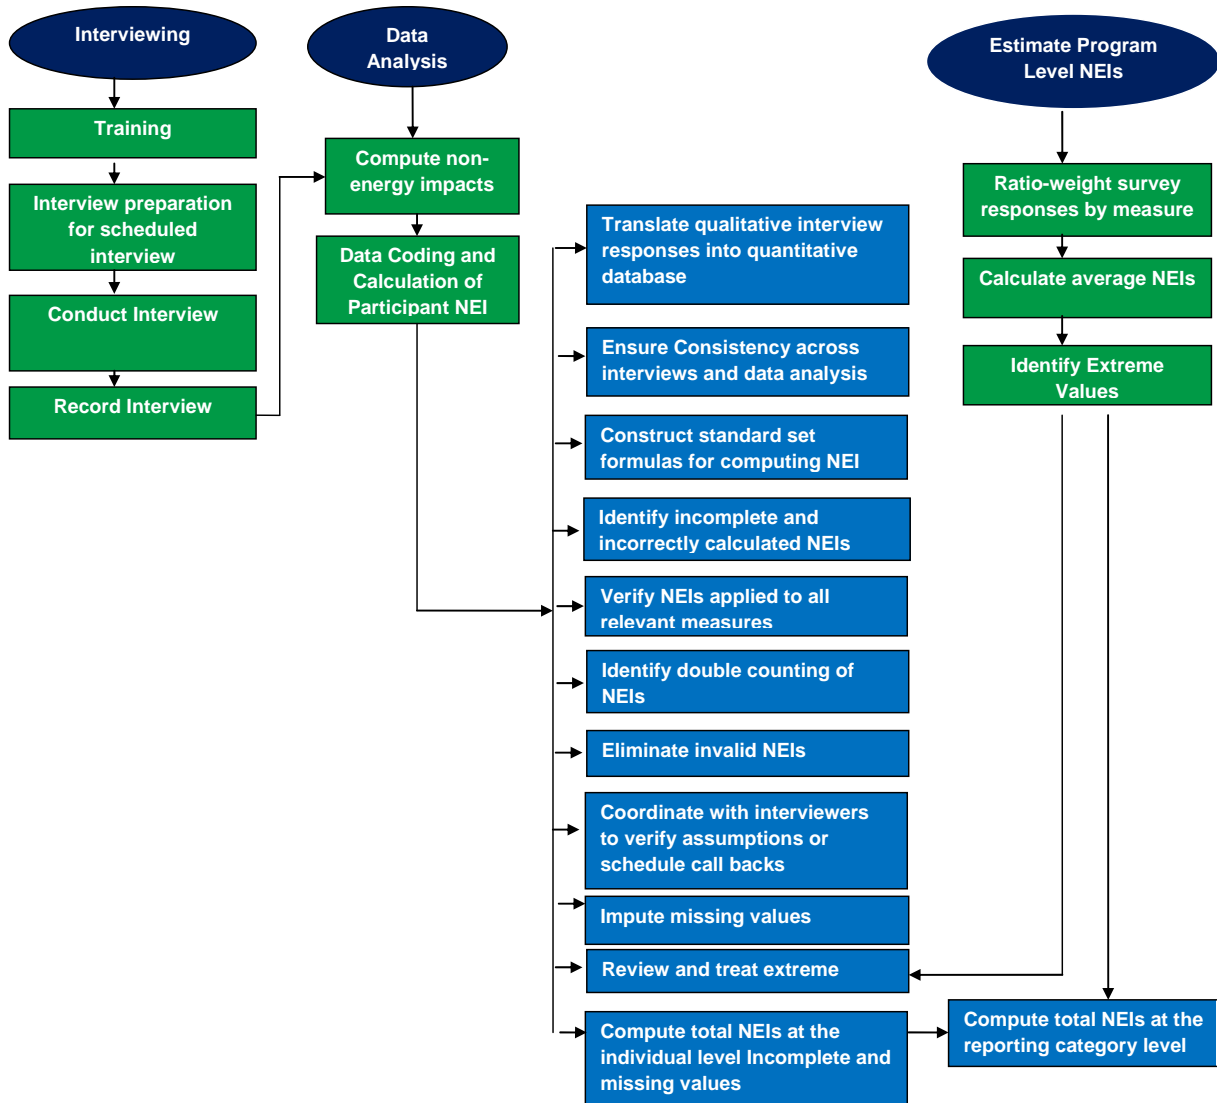 Interviewing
Training
Interview preparation
for scheduled
interview
Conduct Interview
Record Interview
Data
Analysis
Compute non-
energy impacts
Data Coding and
Calculation of
Participant NEI
Translate qualitative interview
responses into quantitative
database
Ensure Consistency across
interviews and data analysis
Construct standard set
formulas for computing NEI
Identify incomplete and
incorrectly calculated NEIs
Verify NEIs applied to all
relevant measures
Identify double counting of
NEIs
Eliminate invalid NEIs
Coordinate with interviewers
to verify assumptions or
schedule call backs
Impute missing values
Review and treat extreme
Compute total NEIs at the
individual level Incomplete and
missing values
Estimate Program
Level NEIs
Ratio-weight survey
responses by measure
Calculate average NEIs
Identify Extreme
Values
Compute total NEIs at the
reporting category level